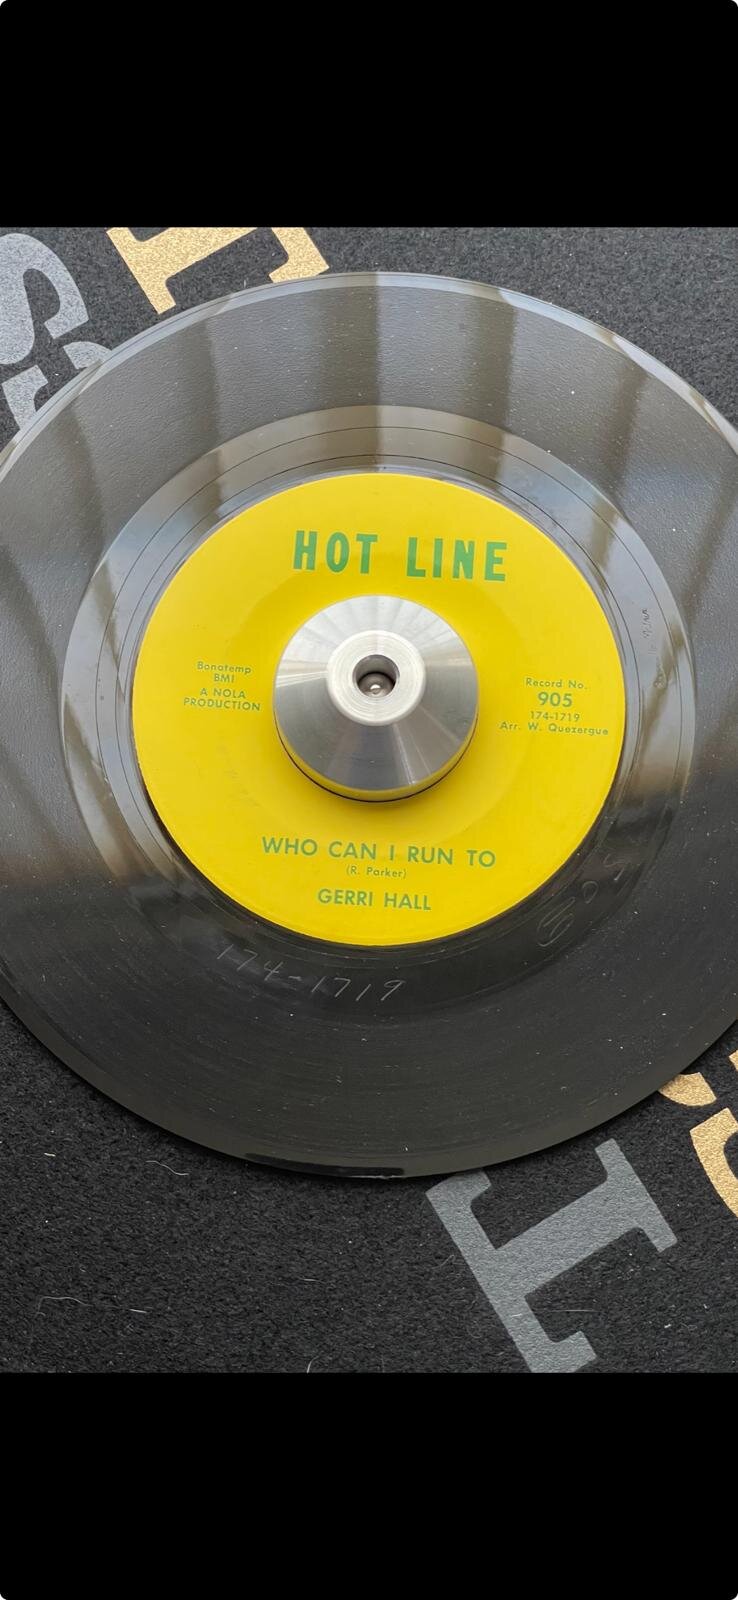 HOT LINE
Bonatemp
BMI
A NOLA
PRODUCTION
Record No.
905
174-1719
Arr. W. Quezergue
WHO CAN I RUN TO
(R. Parker)
GERRI HALL
174-1719